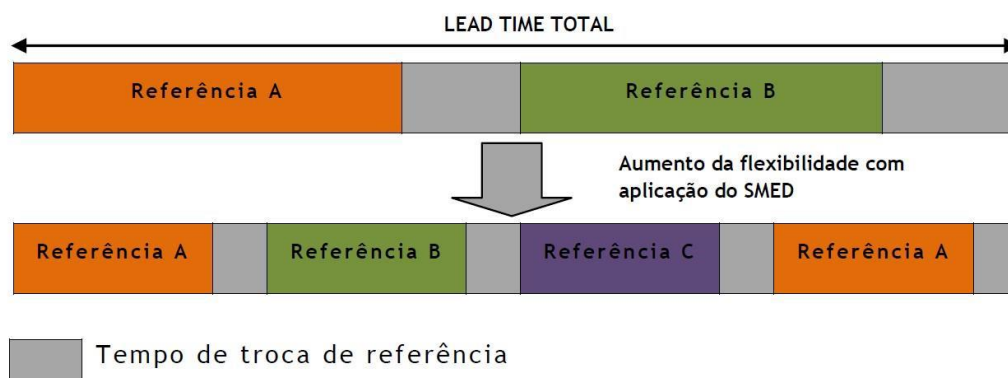 LEAD TIME TOTAL
Referência A
Referência B
Aumento da flexibilidade com
aplicação do SMED
Referência A
Referência B
Referência C
Referência A
Tempo de troca de referência